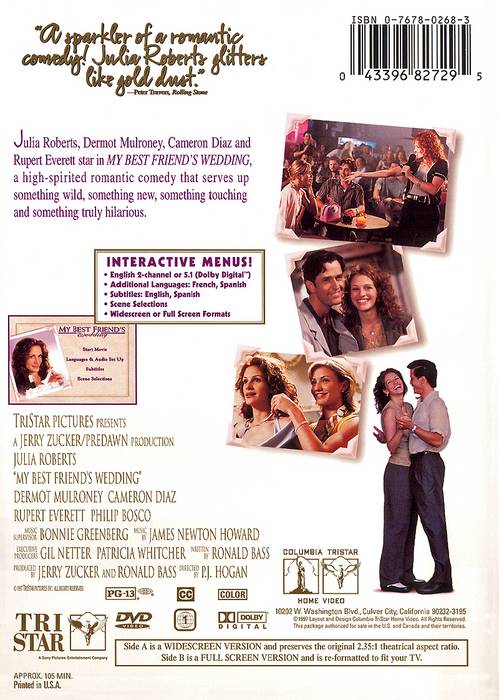 "A sparkler of a romantic
comedy! Julia Roberts glitters
like gold dust."
—Peter Travers, Rolling Stone
ISBN 0-7678-0268-3
0 43396 82729 5
Julia Roberts, Dermot Mulroney, Cameron Diaz and
Rupert Everett star in MY BEST FRIEND'S WEDDING,
a high-spirited romantic comedy that serves up
something wild, something new, something touching
and something truly hilarious.
INTERACTIVE MENUS!
• English 2-channel or 5.1 (Dolby Digital™)
• Additional Languages: French, Spanish
• Subtitles: English, Spanish
• Scene Selections
• Widescreen or Full Screen Formats
MY BEST FRIEND'S
Wedding
Start Movie
Languages & Audio Set Up
Subtitles
Scene Selections
TRISTAR PICTURES PRESENTS
A JERRY ZUCKER/PREDAWN PRODUCTION
JULIA ROBERTS
"MY BEST FRIEND'S WEDDING"
DERMOT MULRONEY CAMERON DIAZ
RUPERT EVERETT PHILIP BOSCO
MUSIC SUPERVISOR BONNIE GREENBERG MUSIC BY JAMES NEWTON HOWARD
EXECUTIVE PRODUCERS GIL NETTER PATRICIA WHITCHER WRITTEN BY RONALD BASS
PRODUCED BY JERRY ZUCKER AND RONALD BASS DIRECTED BY P.J. HOGAN
© 1997 TRISTAR PICTURES, INC. ALL RIGHTS RESERVED.
PG-13
CC
COLOR
COLUMBIA TRISTAR
HOME VIDEO
TRI
STAR
A Sony Pictures Entertainment Company
DVD
VIDEO
1
DOLBY
DIGITAL
10202 W. Washington Blvd., Culver City, California 90232-3195
©1997 Layout and Design Columbia TriStar Home Video. All Rights Reserved.
This package authorized for sale in the U.S. and Canada and their territories.
Side A is a WIDESCREEN VERSION and preserves the original 2.35:1 theatrical aspect ratio.
Side B is a FULL SCREEN VERSION and is re-formatted to fit your TV.
APPROX. 105 MIN.
Printed in U.S.A.